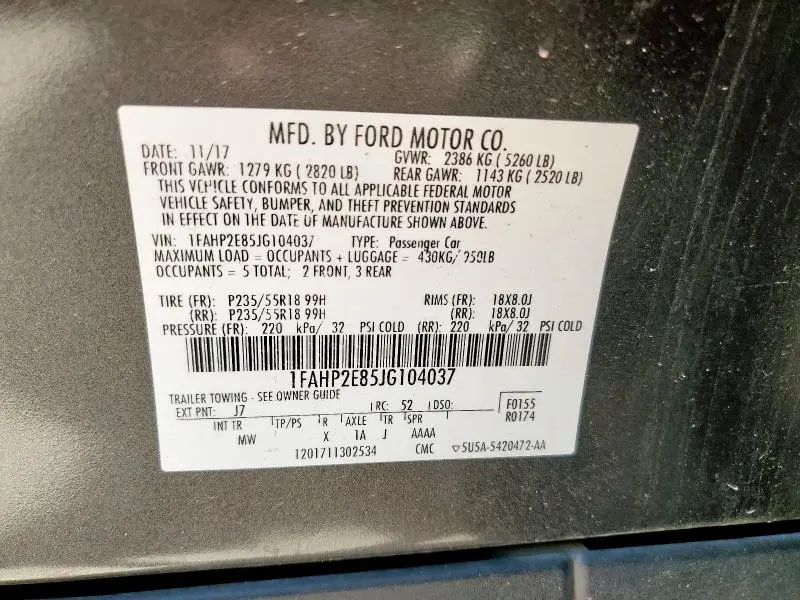 MFD. BY FORD MOTOR CO.
DATE: 11/17 GVWR: 2386 KG ( 5260 LB)
FRONT GAWR: 1279 KG ( 2820 LB) REAR GAWR: 1143 KG ( 2520 LB)
THIS VEHICLE CONFORMS TO ALL APPLICABLE FEDERAL MOTOR
VEHICLE SAFETY, BUMPER, AND THEFT PREVENTION STANDARDS
IN EFFECT ON THE DATE OF MANUFACTURE SHOWN ABOVE.
VIN: 1FAHP2E85JG104037 TYPE: Passenger Car
MAXIMUM LOAD = OCCUPANTS + LUGGAGE = 430KG/ 950LB
OCCUPANTS = 5 TOTAL; 2 FRONT, 3 REAR
TIRE (FR): P235/55R18 99H RIMS (FR): 18X8.0J
(RR): P235/55R18 99H (RR): 18X8.0J
PRESSURE (FR): 220 kPa/ 32 PSI COLD (RR): 220 kPa/ 32 PSI COLD
1FAHP2E85JG104037
TRAILER TOWING - SEE OWNER GUIDE
EXT PNT: J7 RC: 52 DSO: F0155
R0174
INT TR TP/PS R AXLE TR SPR
MW X 1A J AAAA
1201711302534 CMC ▽5U5A-5420472-AA